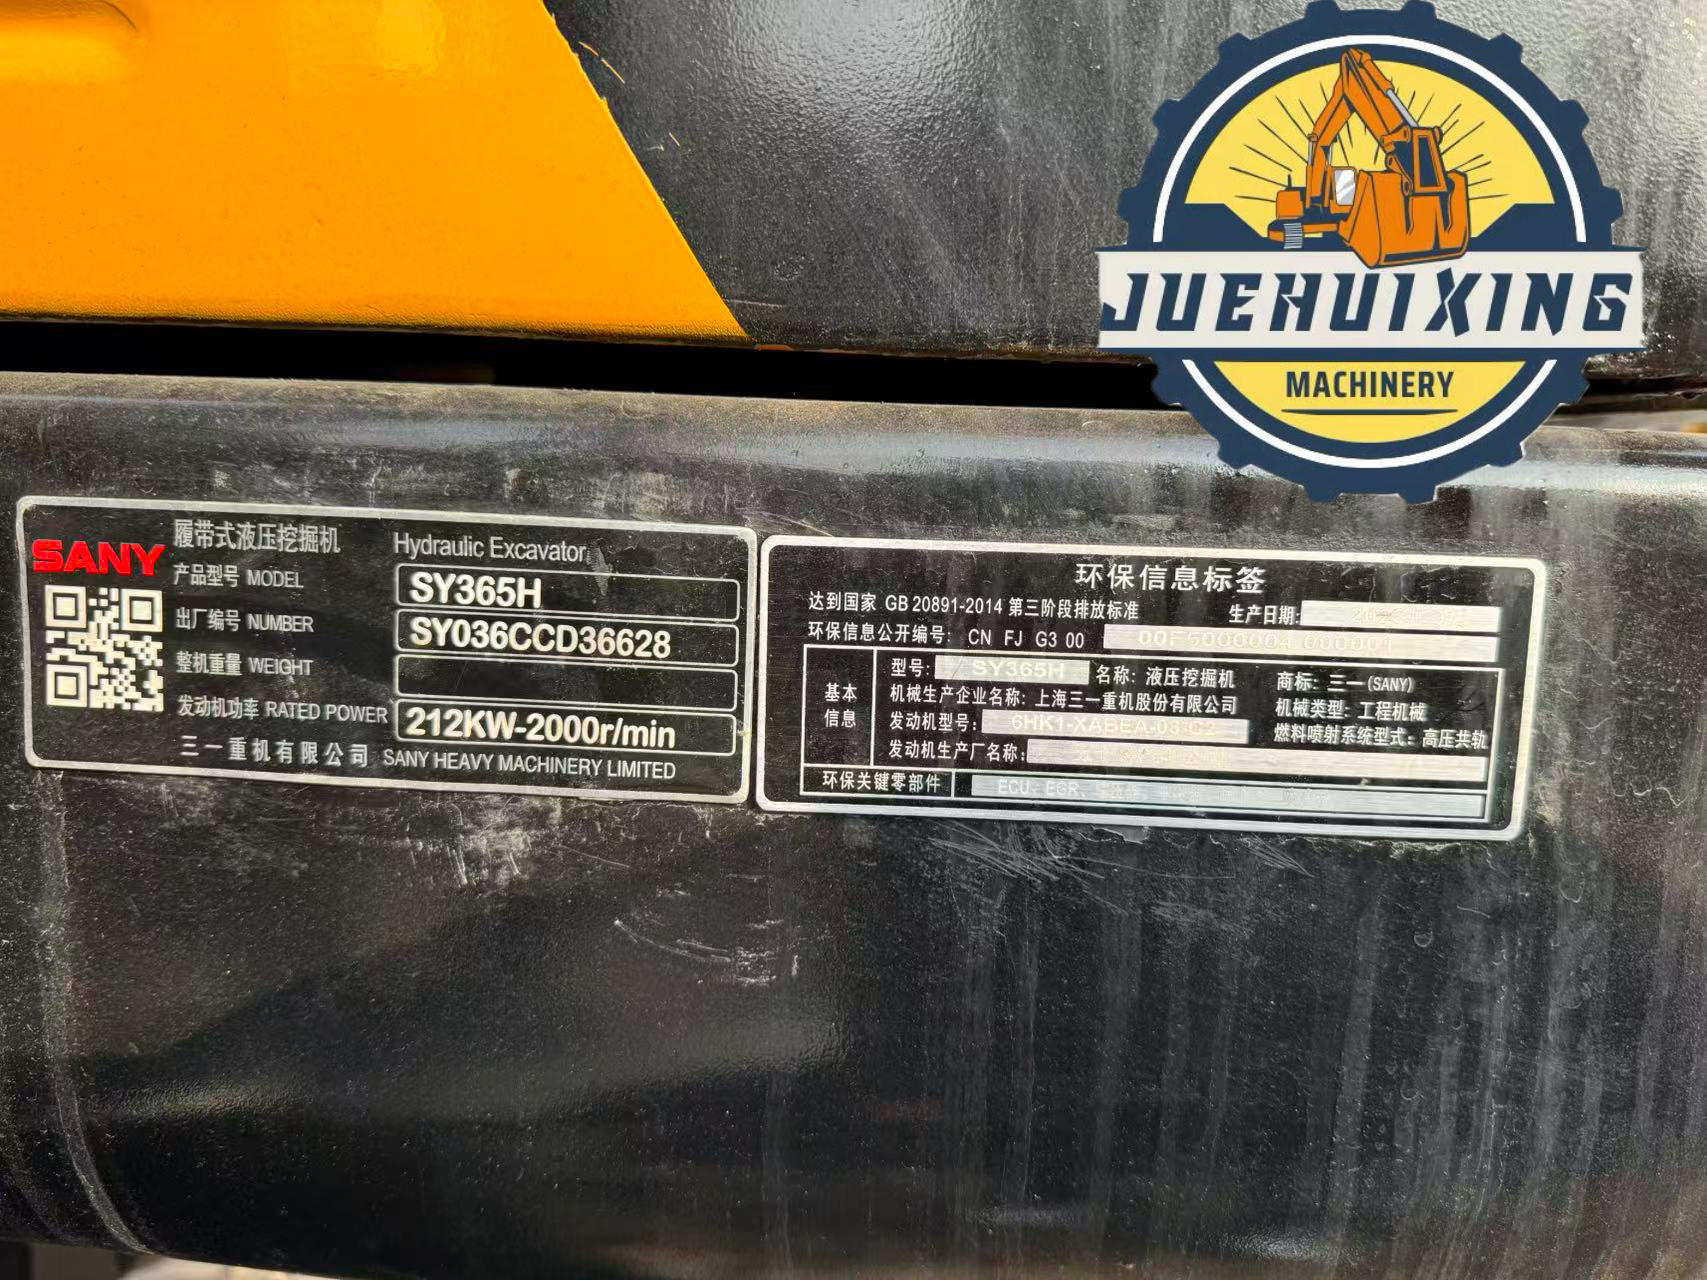 JUEHUIXING
MACHINERY
SANY
履带式液压挖掘机 Hydraulic Excavator
产品型号 MODEL SY365H
出厂编号 NUMBER SY036CCD36628
整机重量 WEIGHT
发动机功率 RATED POWER 212KW-2000r/min
三一重机有限公司 SANY HEAVY MACHINERY LIMITED
环保信息标签
达到国家 GB 20891-2014 第三阶段排放标准 生产日期:
环保信息公开编号: CN FJ G3 00 00F5000004 000001
基本信息
型号: SY365H 名称: 液压挖掘机 商标: 三一(SANY)
机械生产企业名称: 上海三一重机股份有限公司 机械类型: 工程机械
发动机型号: 6HK1-XABEA-03-C2 燃料喷射系统型式: 高压共轨
发动机生产厂名称:
环保关键零部件 ECU、EGR、